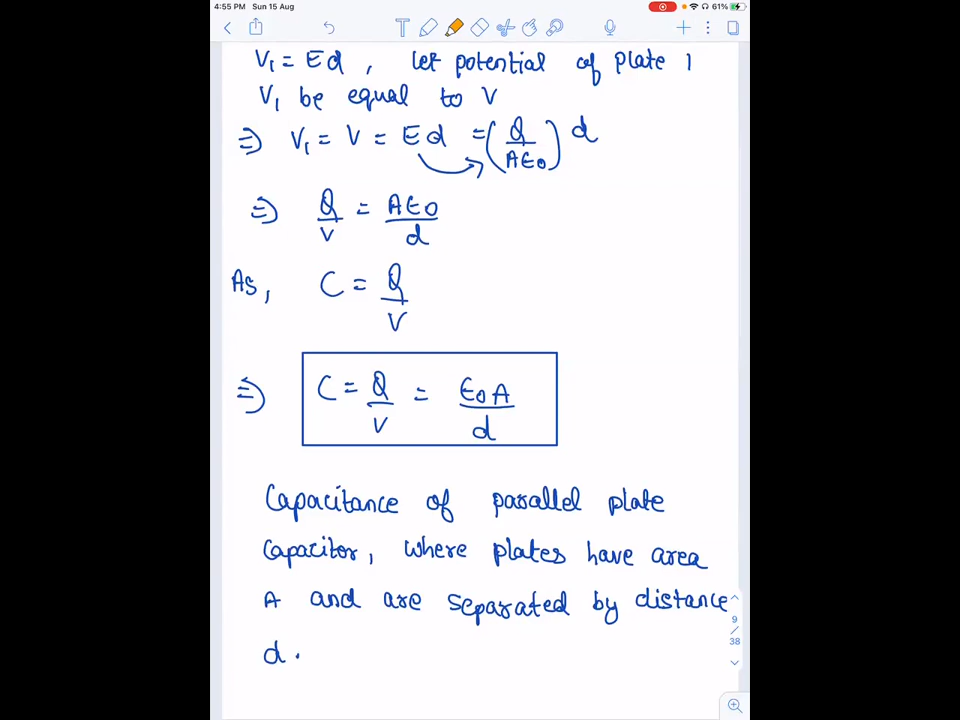 4:55 PM Sun 15 Aug 61%
V₁ = Ed , let potential of plate 1
V₁ be equal to V
⇒ V₁ = V = Ed = (Q/Aϵ₀) d
⇒ Q/V = Aϵ₀/d
As, C = Q/V
⇒ C = Q/V = ϵ₀A/d
Capacitance of parallel plate
Capacitor, where plates have area
A and are separated by distance
d.
9
/
38